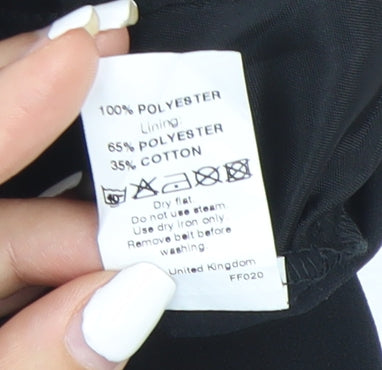 100% POLYESTER
Lining
65% POLYESTER
35% COTTON
40
Dry flat.
Do not use steam.
Use dry iron only.
Remove belt before
washing.
United Kingdom
FF020